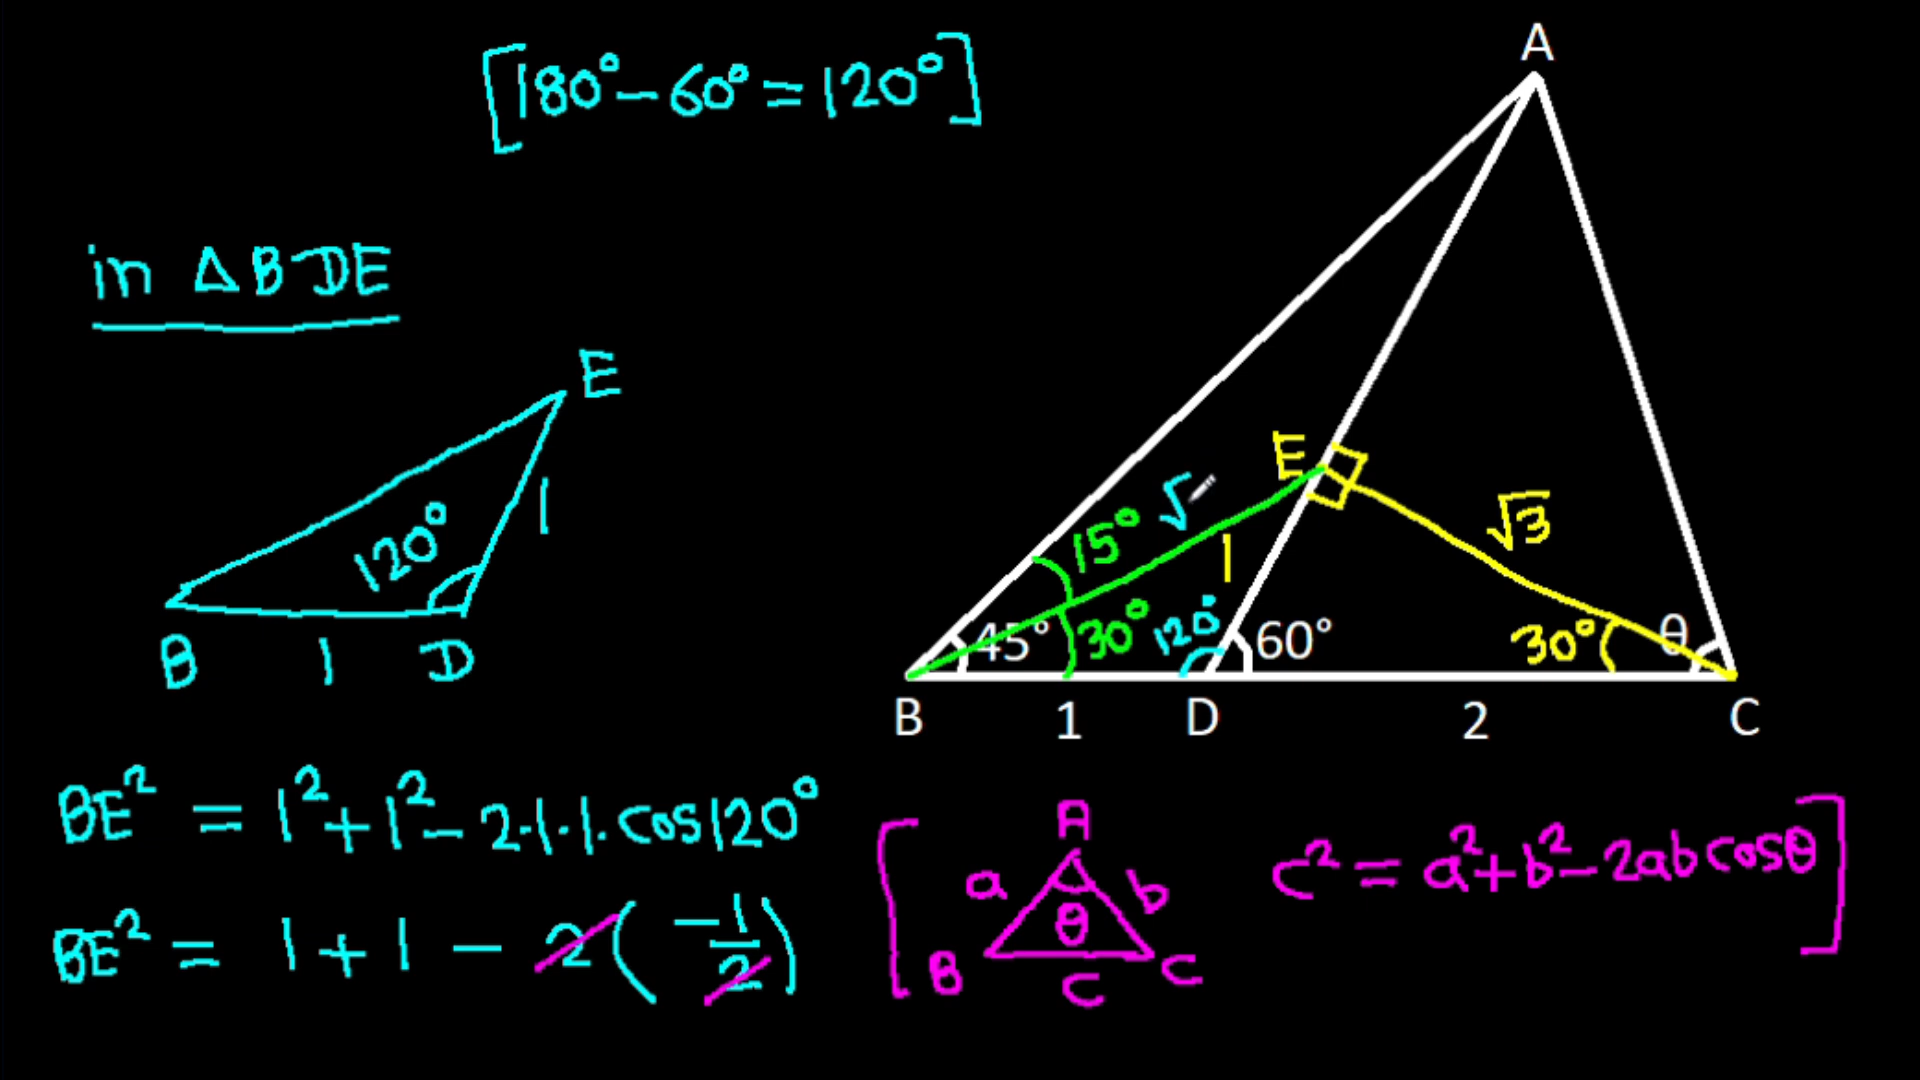 [180° - 60° = 120°]
in △BDE
E
120°
1
B 1 D
BE² = 1² + 1² - 2·1·1·cos120°
BE² = 1 + 1 - 2(-1/2)
A
E
15° √
1
√3
45° 30° 120° 60° 30° θ
B 1 D 2 C
[
A
a b
θ
B c C
c² = a² + b² - 2ab cosθ]